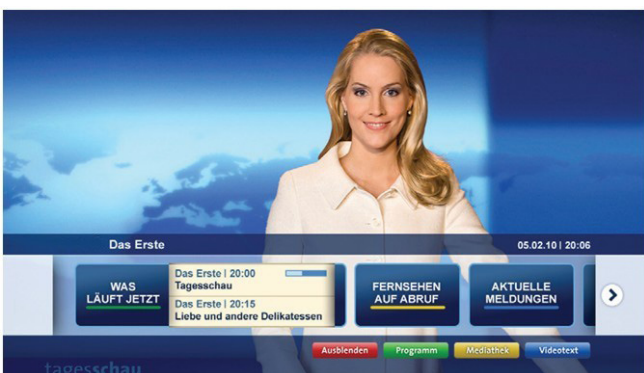 Das Erste
05.02.10 | 20:06
WAS
LÄUFT JETZT
Das Erste | 20:00
Tagesschau
Das Erste | 20:15
Liebe und andere Delikatessen
FERNSEHEN
AUF ABRUF
AKTUELLE
MELDUNGEN
Ausblenden
Programm
Mediathek
Videotext
tagesschau